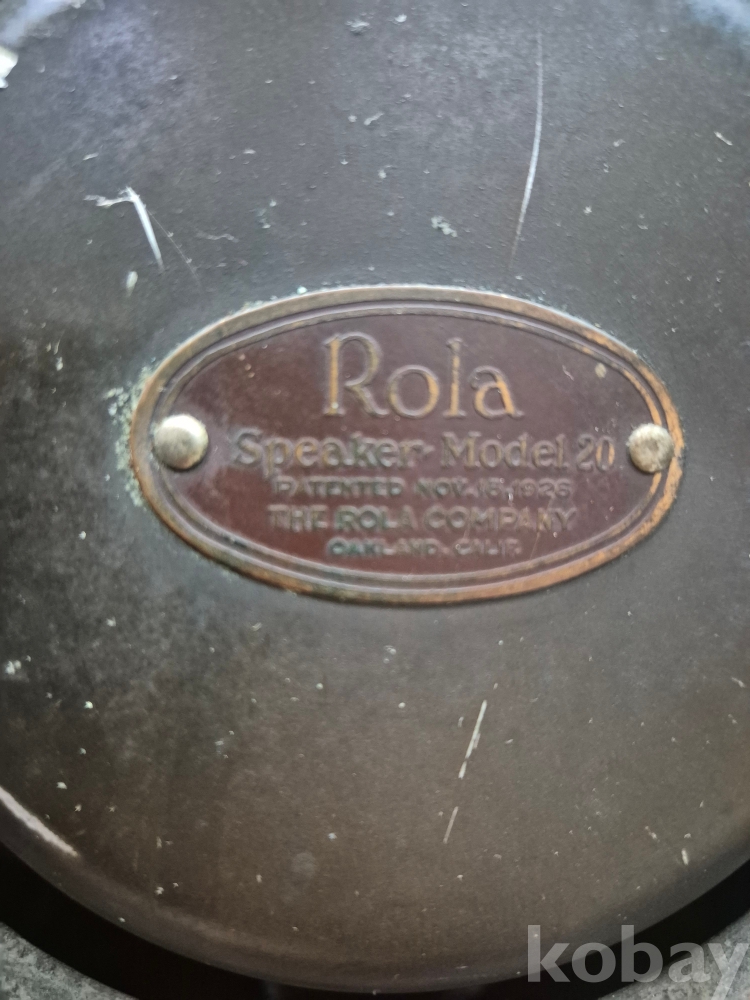 Rola
Speaker Model 20
PATENTED NOV. 15, 1926
THE ROLA COMPANY
OAKLAND, CALIF.
kobay